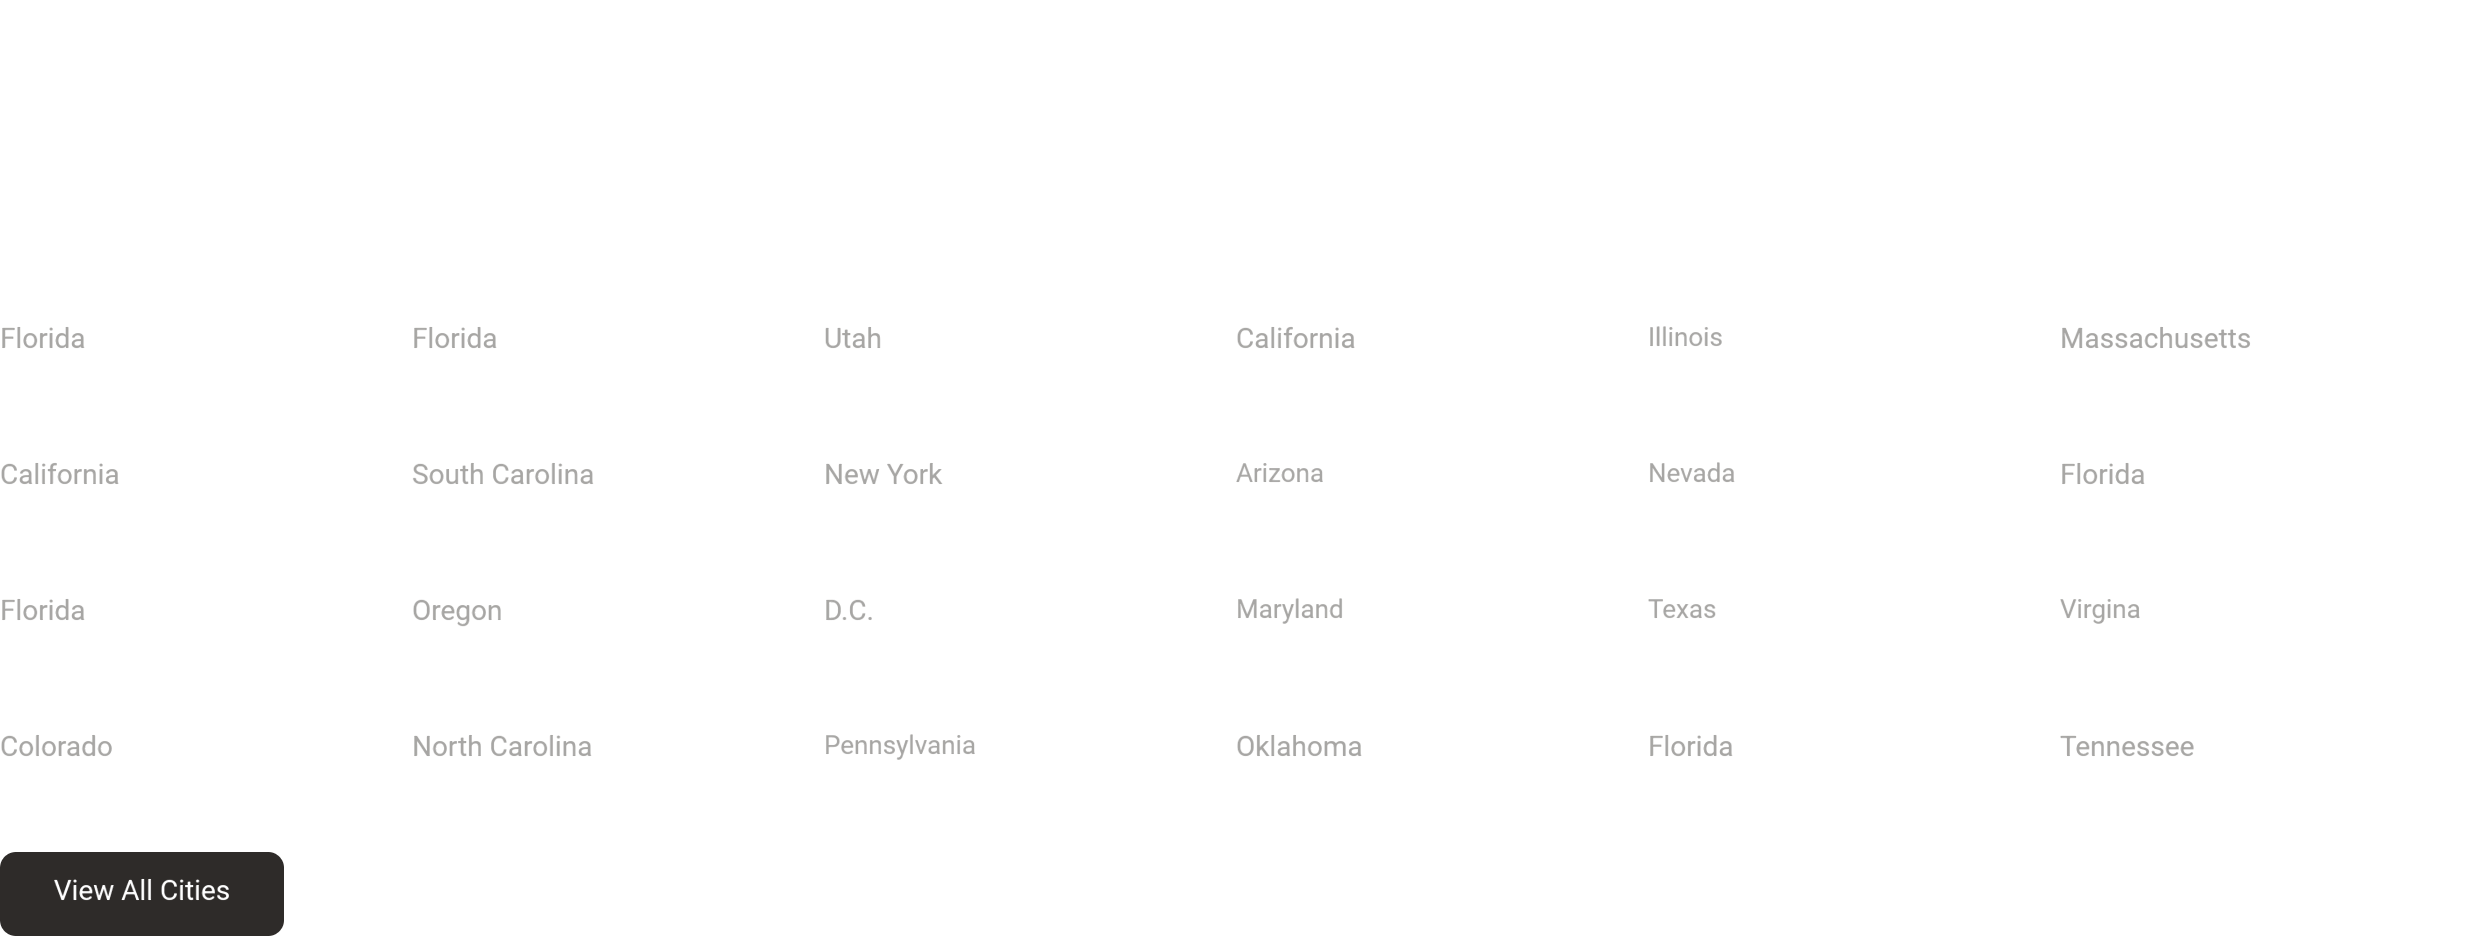 Florida Florida Utah California Illinois Massachusetts
California South Carolina New York Arizona Nevada Florida
Florida Oregon D.C. Maryland Texas Virgina
Colorado North Carolina Pennsylvania Oklahoma Florida Tennessee
View All Cities